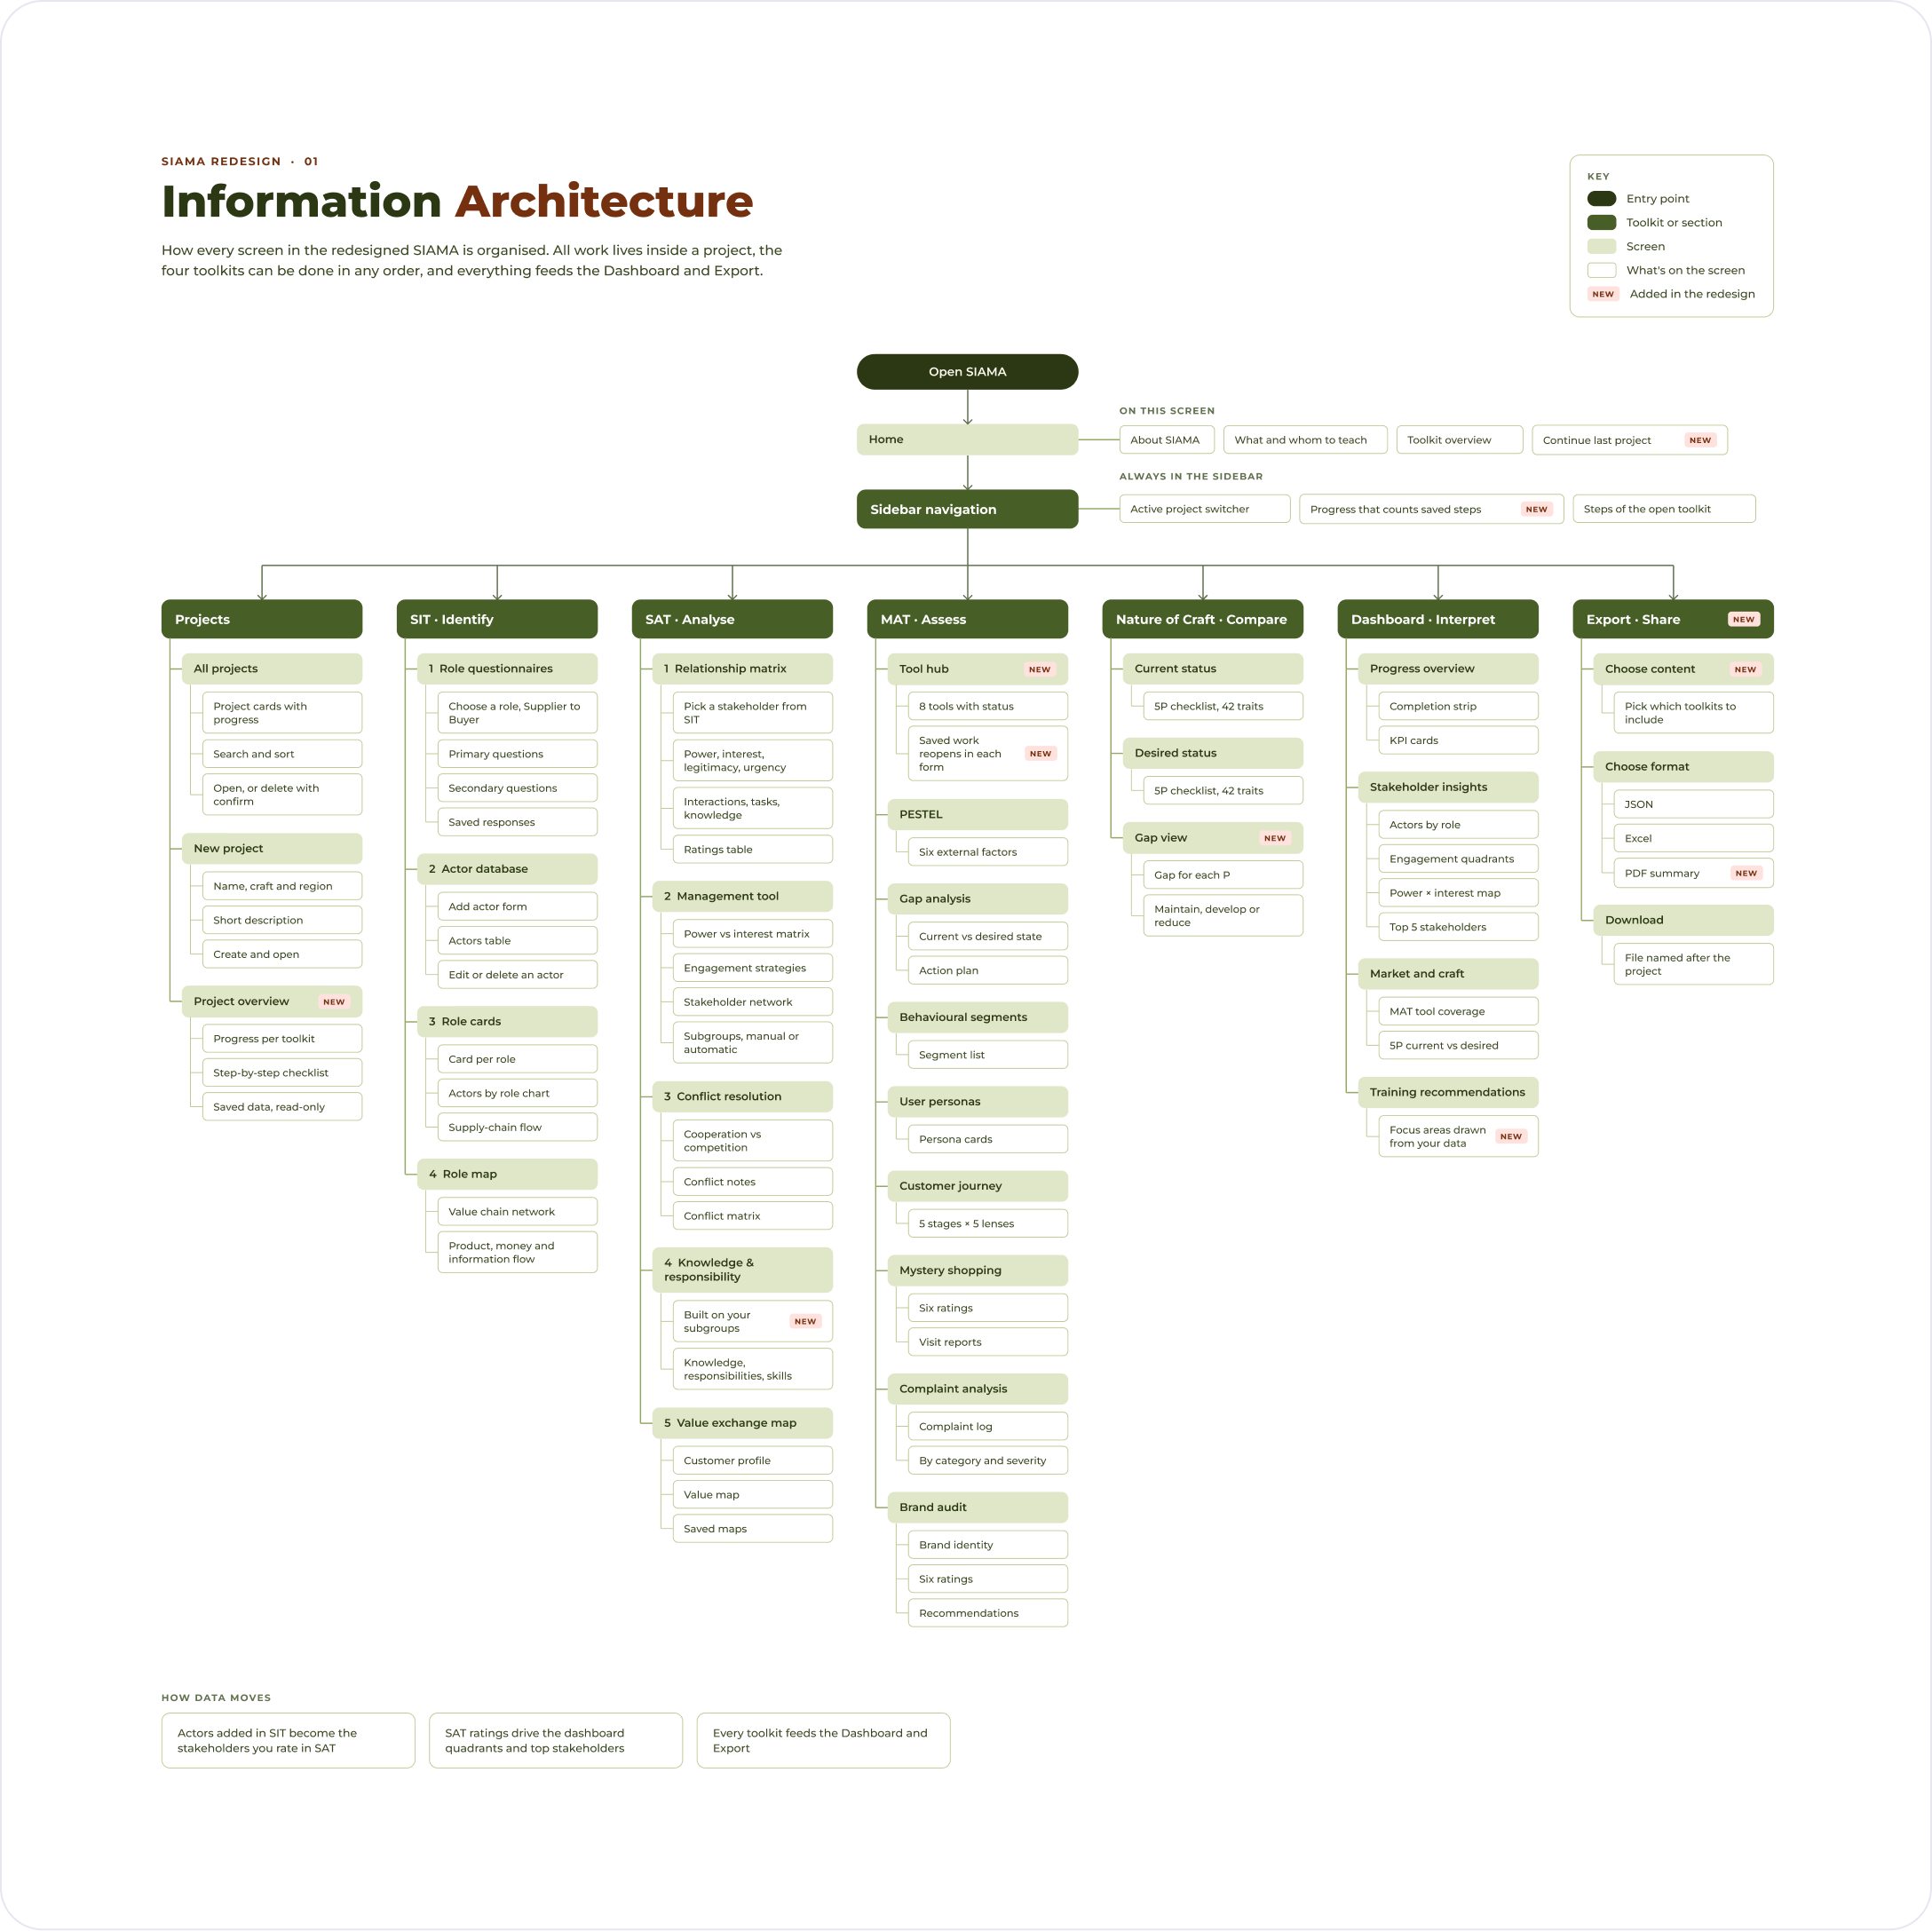 SIAMA REDESIGN · 01
Information Architecture
How every screen in the redesigned SIAMA is organised. All work lives inside a project, the
four toolkits can be done in any order, and everything feeds the Dashboard and Export.
KEY
Entry point
Toolkit or section
Screen
What's on the screen
NEW Added in the redesign
Open SIAMA
Home
ON THIS SCREEN
About SIAMA
What and whom to teach
Toolkit overview
Continue last project NEW
Sidebar navigation
ALWAYS IN THE SIDEBAR
Active project switcher
Progress that counts saved steps NEW
Steps of the open toolkit
Projects
All projects
Project cards with
progress
Search and sort
Open, or delete with
confirm
New project
Name, craft and region
Short description
Create and open
Project overview NEW
Progress per toolkit
Step-by-step checklist
Saved data, read-only
SIT · Identify
1 Role questionnaires
Choose a role, Supplier to
Buyer
Primary questions
Secondary questions
Saved responses
2 Actor database
Add actor form
Actors table
Edit or delete an actor
3 Role cards
Card per role
Actors by role chart
Supply-chain flow
4 Role map
Value chain network
Product, money and
information flow
SAT · Analyse
1 Relationship matrix
Pick a stakeholder from
SIT
Power, interest,
legitimacy, urgency
Interactions, tasks,
knowledge
Ratings table
2 Management tool
Power vs interest matrix
Engagement strategies
Stakeholder network
Subgroups, manual or
automatic
3 Conflict resolution
Cooperation vs
competition
Conflict notes
Conflict matrix
4 Knowledge &
responsibility
Built on your
subgroups NEW
Knowledge,
responsibilities, skills
5 Value exchange map
Customer profile
Value map
Saved maps
MAT · Assess
Tool hub NEW
8 tools with status
Saved work
reopens in each NEW
form
PESTEL
Six external factors
Gap analysis
Current vs desired state
Action plan
Behavioural segments
Segment list
User personas
Persona cards
Customer journey
5 stages × 5 lenses
Mystery shopping
Six ratings
Visit reports
Complaint analysis
Complaint log
By category and severity
Brand audit
Brand identity
Six ratings
Recommendations
Nature of Craft · Compare
Current status
5P checklist, 42 traits
Desired status
5P checklist, 42 traits
Gap view NEW
Gap for each P
Maintain, develop or
reduce
Dashboard · Interpret
Progress overview
Completion strip
KPI cards
Stakeholder insights
Actors by role
Engagement quadrants
Power × interest map
Top 5 stakeholders
Market and craft
MAT tool coverage
5P current vs desired
Training recommendations
Focus areas drawn
from your data NEW
Export · Share NEW
Choose content NEW
Pick which toolkits to
include
Choose format
JSON
Excel
PDF summary NEW
Download
File named after the
project
HOW DATA MOVES
Actors added in SIT become the
stakeholders you rate in SAT
SAT ratings drive the dashboard
quadrants and top stakeholders
Every toolkit feeds the Dashboard and
Export